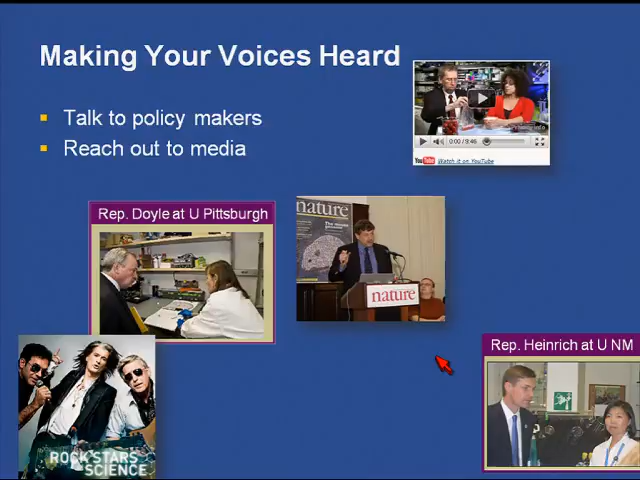 Making Your Voices Heard
Talk to policy makers
Reach out to media
0:00 / 9:46
YouTube Watch it on YouTube
Rep. Doyle at U Pittsburgh
nature
nature
Rep. Heinrich at U NM
ROCK STARS
SCIENCE